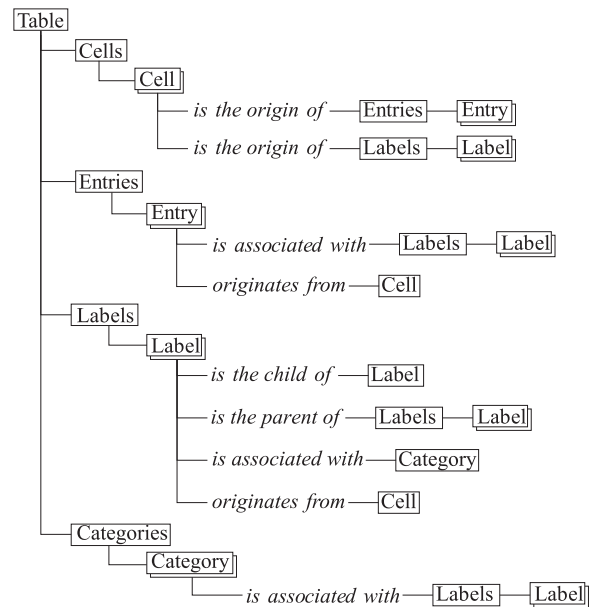 Table
Cells
Cell
is the origin of Entries Entry
is the origin of Labels Label
Entries
Entry
is associated with Labels Label
originates from Cell
Labels
Label
is the child of Label
is the parent of Labels Label
is associated with Category
originates from Cell
Categories
Category
is associated with Labels Label